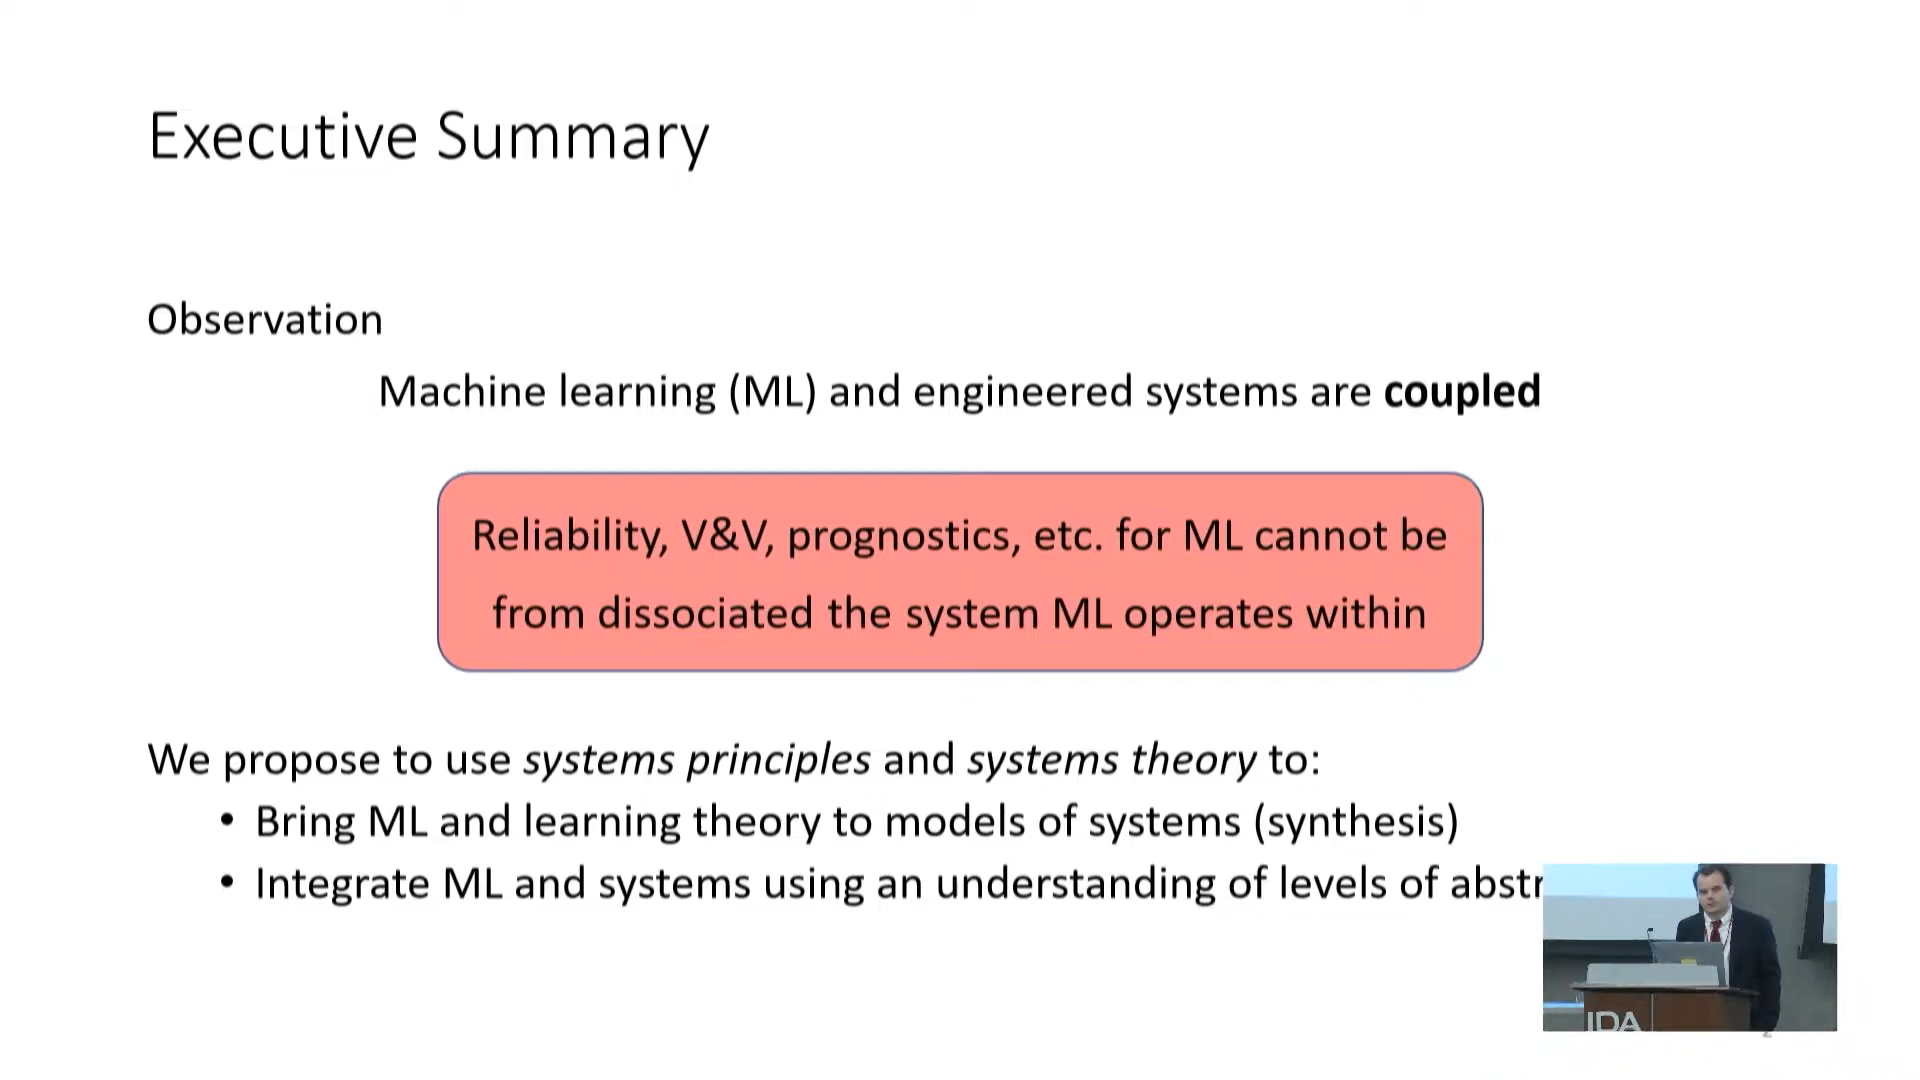 Executive Summary
Observation
Machine learning (ML) and engineered systems are coupled
Reliability, V&V, prognostics, etc. for ML cannot be
from dissociated the system ML operates within
We propose to use systems principles and systems theory to:
• Bring ML and learning theory to models of systems (synthesis)
• Integrate ML and systems using an understanding of levels of
IDA